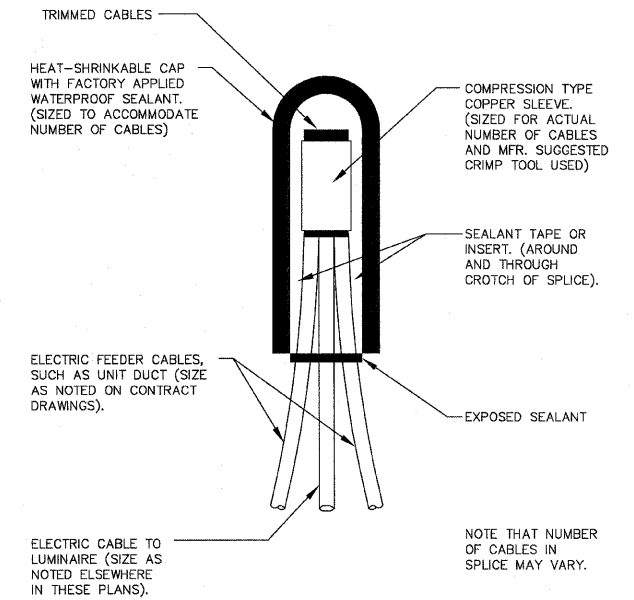 TRIMMED CABLES
HEAT-SHRINKABLE CAP
WITH FACTORY APPLIED
WATERPROOF SEALANT.
(SIZED TO ACCOMMODATE
NUMBER OF CABLES)
COMPRESSION TYPE
COPPER SLEEVE.
(SIZED FOR ACTUAL
NUMBER OF CABLES
AND MFR. SUGGESTED
CRIMP TOOL USED)
SEALANT TAPE OR
INSERT. (AROUND
AND THROUGH
CROTCH OF SPLICE).
ELECTRIC FEEDER CABLES,
SUCH AS UNIT DUCT (SIZE
AS NOTED ON CONTRACT
DRAWINGS).
EXPOSED SEALANT
ELECTRIC CABLE TO
LUMINAIRE (SIZE AS
NOTED ELSEWHERE
IN THESE PLANS).
NOTE THAT NUMBER
OF CABLES IN
SPLICE MAY VARY.